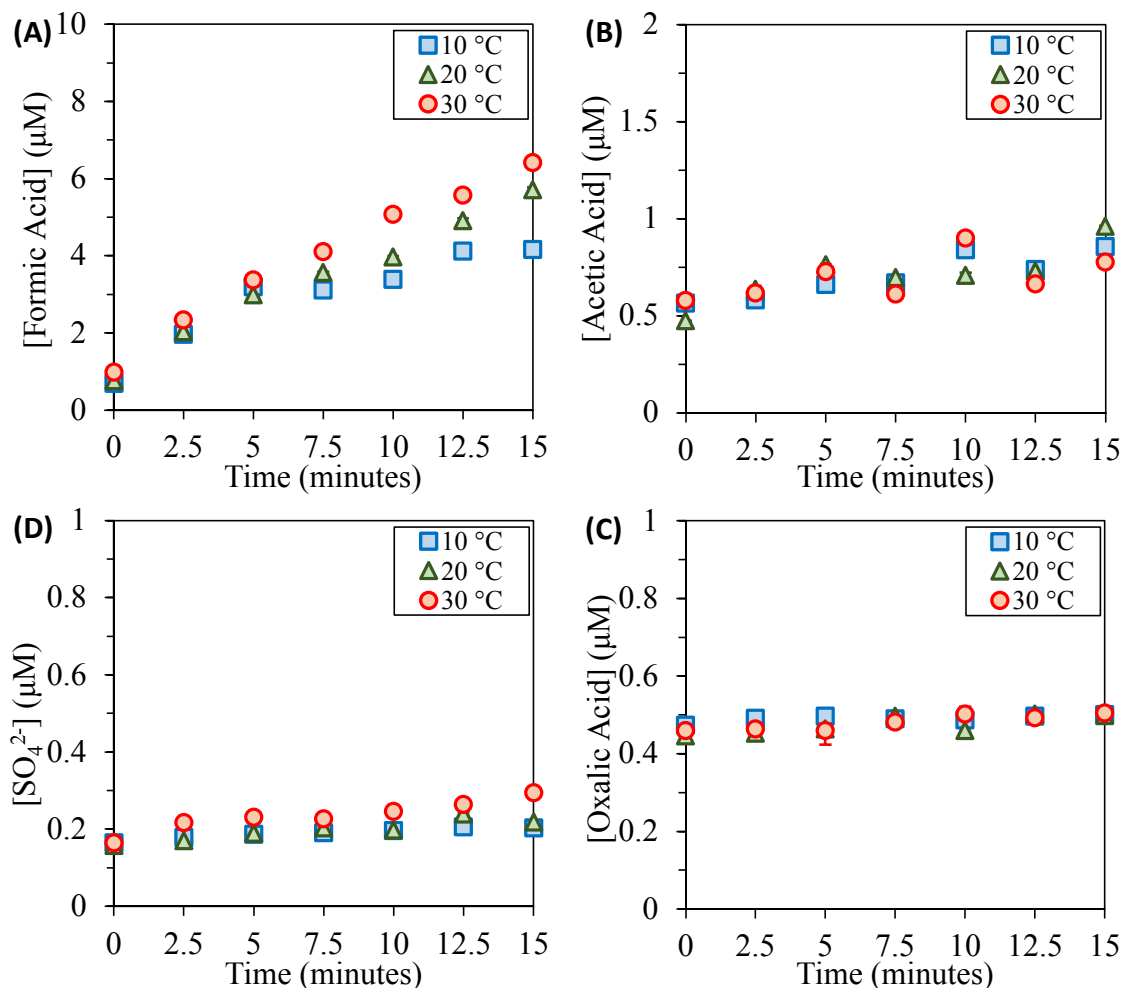 (A)
10
8
6
4
2
0
[Formic Acid] (μM)
10 °C
20 °C
30 °C
0 2.5 5 7.5 10 12.5 15
Time (minutes)
(B)
2
1.5
1
0.5
0
[Acetic Acid] (μM)
10 °C
20 °C
30 °C
0 2.5 5 7.5 10 12.5 15
Time (minutes)
(D)
1
0.8
0.6
0.4
0.2
0
[SO₄²⁻] (μM)
10 °C
20 °C
30 °C
0 2.5 5 7.5 10 12.5 15
Time (minutes)
(C)
1
0.8
0.6
0.4
0.2
0
[Oxalic Acid] (μM)
10 °C
20 °C
30 °C
0 2.5 5 7.5 10 12.5 15
Time (minutes)